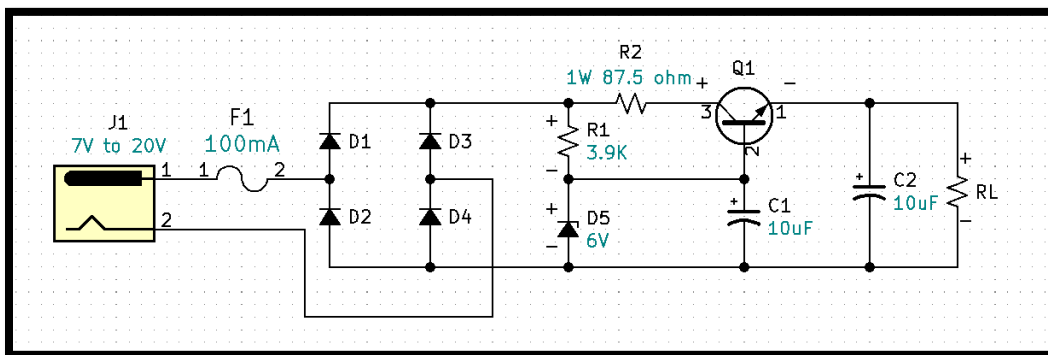 J1
7V to 20V
1
2
F1
100mA
1 2
D1
D2
D3
D4
R2
1W 87.5 ohm
+ Q1 -
3 1
2
+
R1
3.9K
-
+
D5
6V
-
+
C1
10uF
+
C2
10uF
+
RL
-